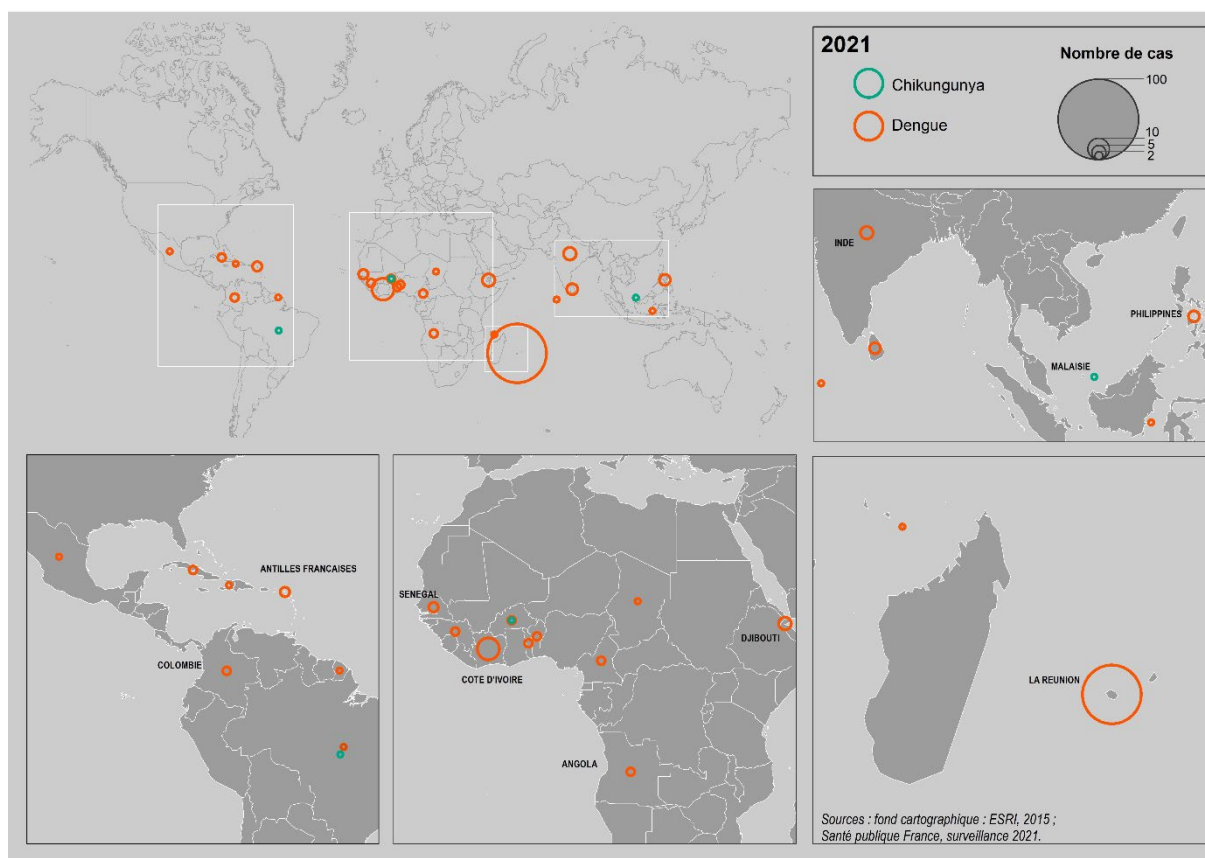 2021
Nombre de cas
Chikungunya
Dengue
100
10
5
2
INDE
PHILIPPINES
MALAISIE
ANTILLES FRANCAISES
COLOMBIE
SENEGAL
DJIBOUTI
COTE D'IVOIRE
ANGOLA
LA REUNION
Sources : fond cartographique : ESRI, 2015 ;
Santé publique France, surveillance 2021.